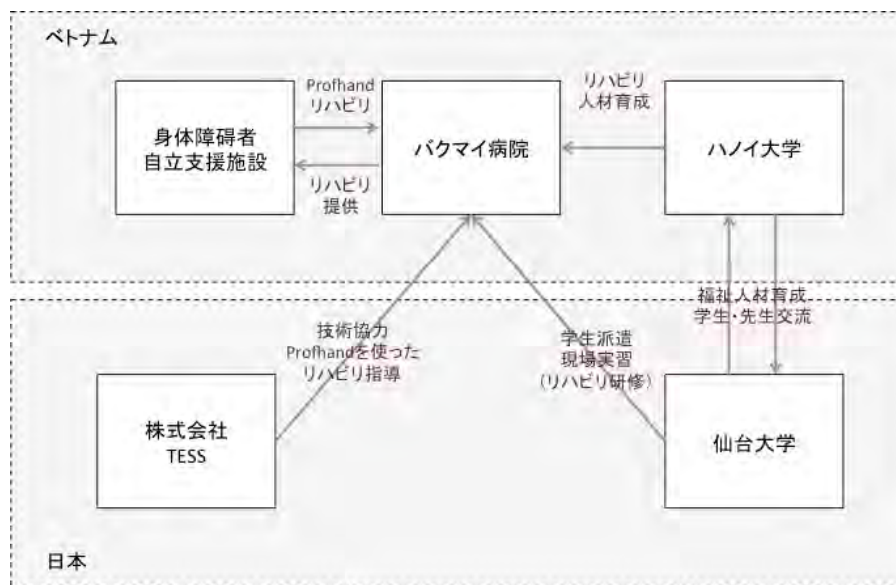 ベトナム
身体障碍者
自立支援施設
Profhand
リハビリ
リハビリ
提供
バクマイ病院
リハビリ
人材育成
ハノイ大学
技術協力
Profhandを使った
リハビリ指導
学生派遣
現場実習
(リハビリ研修)
福祉人材育成
学生・先生交流
株式会社
TESS
仙台大学
日本